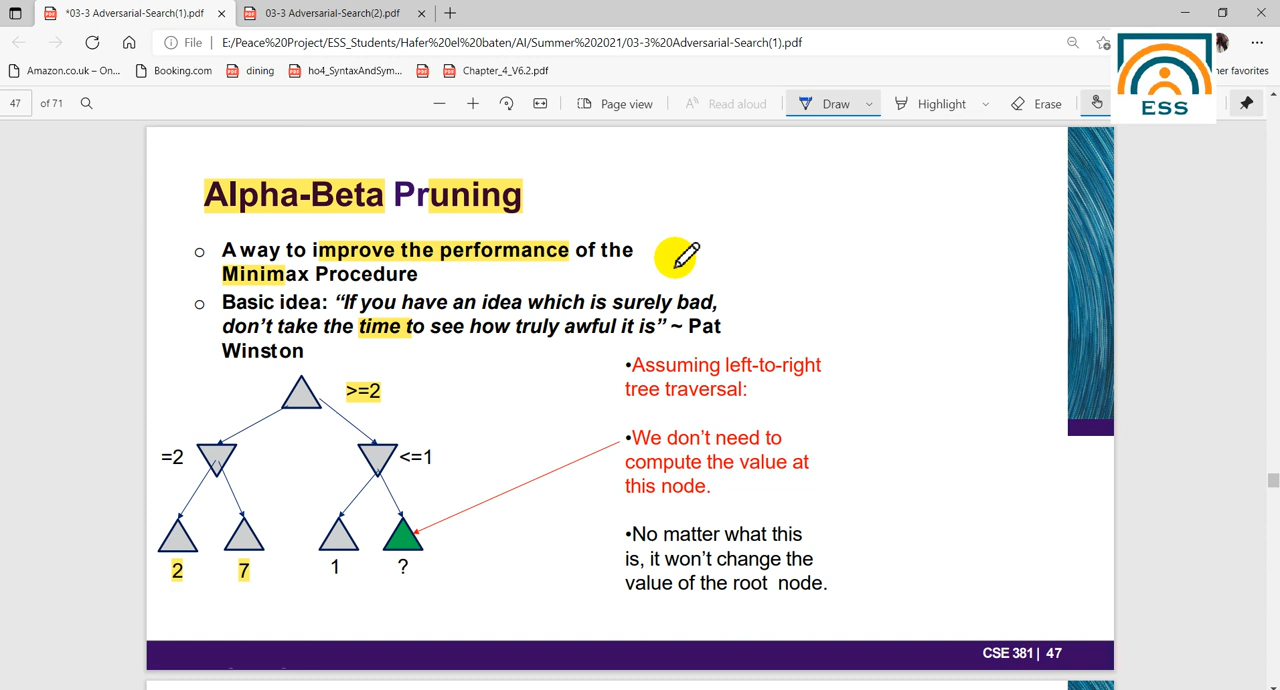 *03-3 Adversarial-Search(1).pdf
03-3 Adversarial-Search(2).pdf
File
E:/Peace%20Project/ESS_Students/Hafer%20el%20baten/AI/Summer%202021/03-3%20Adversarial-Search(1).pdf
Amazon.co.uk – On...
Booking.com
dining
ho4_SyntaxAndSym...
Chapter_4_V6.2.pdf
her favorites
47 of 71
Page view
Read aloud
Draw
Highlight
Erase
ESS
Alpha-Beta Pruning
A way to improve the performance of the
Minimax Procedure
Basic idea: “If you have an idea which is surely bad,
don’t take the time to see how truly awful it is” ~ Pat
Winston
•Assuming left-to-right
tree traversal:
•We don’t need to
compute the value at
this node.
•No matter what this
is, it won’t change the
value of the root node.
>=2
=2
<=1
2
7
1
?
CSE 381 | 47